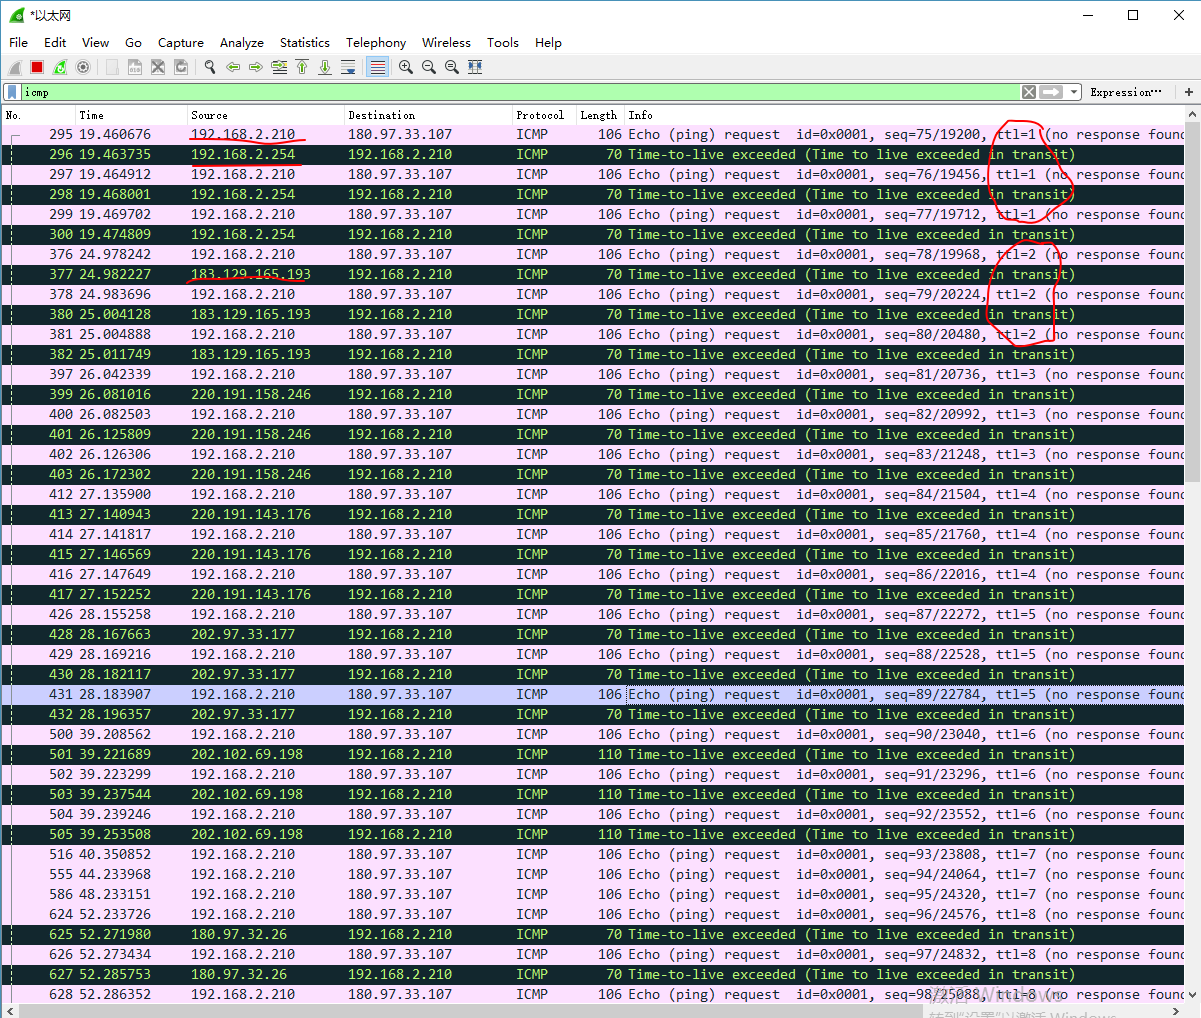 *以太网
File Edit View Go Capture Analyze Statistics Telephony Wireless Tools Help
icmp Expression…
No. Time Source Destination Protocol Length Info
295 19.460676 192.168.2.210 180.97.33.107 ICMP 106 Echo (ping) request id=0x0001, seq=75/19200, ttl=1 (no response found
296 19.463735 192.168.2.254 192.168.2.210 ICMP 70 Time-to-live exceeded (Time to live exceeded in transit)
297 19.464912 192.168.2.210 180.97.33.107 ICMP 106 Echo (ping) request id=0x0001, seq=76/19456, ttl=1 (no response found
298 19.468001 192.168.2.254 192.168.2.210 ICMP 70 Time-to-live exceeded (Time to live exceeded in transit)
299 19.469702 192.168.2.210 180.97.33.107 ICMP 106 Echo (ping) request id=0x0001, seq=77/19712, ttl=1 (no response found
300 19.474809 192.168.2.254 192.168.2.210 ICMP 70 Time-to-live exceeded (Time to live exceeded in transit)
376 24.978242 192.168.2.210 180.97.33.107 ICMP 106 Echo (ping) request id=0x0001, seq=78/19968, ttl=2 (no response found
377 24.982227 183.129.165.193 192.168.2.210 ICMP 70 Time-to-live exceeded (Time to live exceeded in transit)
378 24.983696 192.168.2.210 180.97.33.107 ICMP 106 Echo (ping) request id=0x0001, seq=79/20224, ttl=2 (no response found
380 25.004128 183.129.165.193 192.168.2.210 ICMP 70 Time-to-live exceeded (Time to live exceeded in transit)
381 25.004888 192.168.2.210 180.97.33.107 ICMP 106 Echo (ping) request id=0x0001, seq=80/20480, ttl=2 (no response found
382 25.011749 183.129.165.193 192.168.2.210 ICMP 70 Time-to-live exceeded (Time to live exceeded in transit)
397 26.042339 192.168.2.210 180.97.33.107 ICMP 106 Echo (ping) request id=0x0001, seq=81/20736, ttl=3 (no response found
399 26.081016 220.191.158.246 192.168.2.210 ICMP 70 Time-to-live exceeded (Time to live exceeded in transit)
400 26.082503 192.168.2.210 180.97.33.107 ICMP 106 Echo (ping) request id=0x0001, seq=82/20992, ttl=3 (no response found
401 26.125809 220.191.158.246 192.168.2.210 ICMP 70 Time-to-live exceeded (Time to live exceeded in transit)
402 26.126306 192.168.2.210 180.97.33.107 ICMP 106 Echo (ping) request id=0x0001, seq=83/21248, ttl=3 (no response found
403 26.172302 220.191.158.246 192.168.2.210 ICMP 70 Time-to-live exceeded (Time to live exceeded in transit)
412 27.135900 192.168.2.210 180.97.33.107 ICMP 106 Echo (ping) request id=0x0001, seq=84/21504, ttl=4 (no response found
413 27.140943 220.191.143.176 192.168.2.210 ICMP 70 Time-to-live exceeded (Time to live exceeded in transit)
414 27.141817 192.168.2.210 180.97.33.107 ICMP 106 Echo (ping) request id=0x0001, seq=85/21760, ttl=4 (no response found
415 27.146569 220.191.143.176 192.168.2.210 ICMP 70 Time-to-live exceeded (Time to live exceeded in transit)
416 27.147649 192.168.2.210 180.97.33.107 ICMP 106 Echo (ping) request id=0x0001, seq=86/22016, ttl=4 (no response found
417 27.152252 220.191.143.176 192.168.2.210 ICMP 70 Time-to-live exceeded (Time to live exceeded in transit)
426 28.155258 192.168.2.210 180.97.33.107 ICMP 106 Echo (ping) request id=0x0001, seq=87/22272, ttl=5 (no response found
428 28.167663 202.97.33.177 192.168.2.210 ICMP 70 Time-to-live exceeded (Time to live exceeded in transit)
429 28.169216 192.168.2.210 180.97.33.107 ICMP 106 Echo (ping) request id=0x0001, seq=88/22528, ttl=5 (no response found
430 28.182117 202.97.33.177 192.168.2.210 ICMP 70 Time-to-live exceeded (Time to live exceeded in transit)
431 28.183907 192.168.2.210 180.97.33.107 ICMP 106 Echo (ping) request id=0x0001, seq=89/22784, ttl=5 (no response found
432 28.196357 202.97.33.177 192.168.2.210 ICMP 70 Time-to-live exceeded (Time to live exceeded in transit)
500 39.208562 192.168.2.210 180.97.33.107 ICMP 106 Echo (ping) request id=0x0001, seq=90/23040, ttl=6 (no response found
501 39.221689 202.102.69.198 192.168.2.210 ICMP 110 Time-to-live exceeded (Time to live exceeded in transit)
502 39.223299 192.168.2.210 180.97.33.107 ICMP 106 Echo (ping) request id=0x0001, seq=91/23296, ttl=6 (no response found
503 39.237544 202.102.69.198 192.168.2.210 ICMP 110 Time-to-live exceeded (Time to live exceeded in transit)
504 39.239246 192.168.2.210 180.97.33.107 ICMP 106 Echo (ping) request id=0x0001, seq=92/23552, ttl=6 (no response found
505 39.253508 202.102.69.198 192.168.2.210 ICMP 110 Time-to-live exceeded (Time to live exceeded in transit)
516 40.350852 192.168.2.210 180.97.33.107 ICMP 106 Echo (ping) request id=0x0001, seq=93/23808, ttl=7 (no response found
555 44.233968 192.168.2.210 180.97.33.107 ICMP 106 Echo (ping) request id=0x0001, seq=94/24064, ttl=7 (no response found
586 48.233151 192.168.2.210 180.97.33.107 ICMP 106 Echo (ping) request id=0x0001, seq=95/24320, ttl=7 (no response found
624 52.233726 192.168.2.210 180.97.33.107 ICMP 106 Echo (ping) request id=0x0001, seq=96/24576, ttl=8 (no response found
625 52.271980 180.97.32.26 192.168.2.210 ICMP 70 Time-to-live exceeded (Time to live exceeded in transit)
626 52.273434 192.168.2.210 180.97.33.107 ICMP 106 Echo (ping) request id=0x0001, seq=97/24832, ttl=8 (no response found
627 52.285753 180.97.32.26 192.168.2.210 ICMP 70 Time-to-live exceeded (Time to live exceeded in transit)
628 52.286352 192.168.2.210 180.97.33.107 ICMP 106 Echo (ping) request id=0x0001, seq=98/25088, ttl=8 (no response found
激活 Windows
转到"设置"以激活 Windows